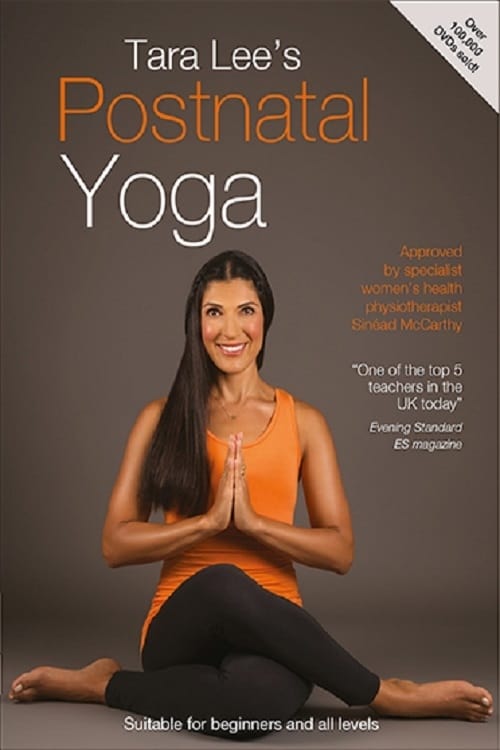 Over
100,000
DVDs sold!
Tara Lee's
Postnatal
Yoga
Approved
by specialist
women's health
physiotherapist
Sinéad McCarthy
"One of the top 5
teachers in the
UK today"
Evening Standard
ES magazine
Suitable for beginners and all levels